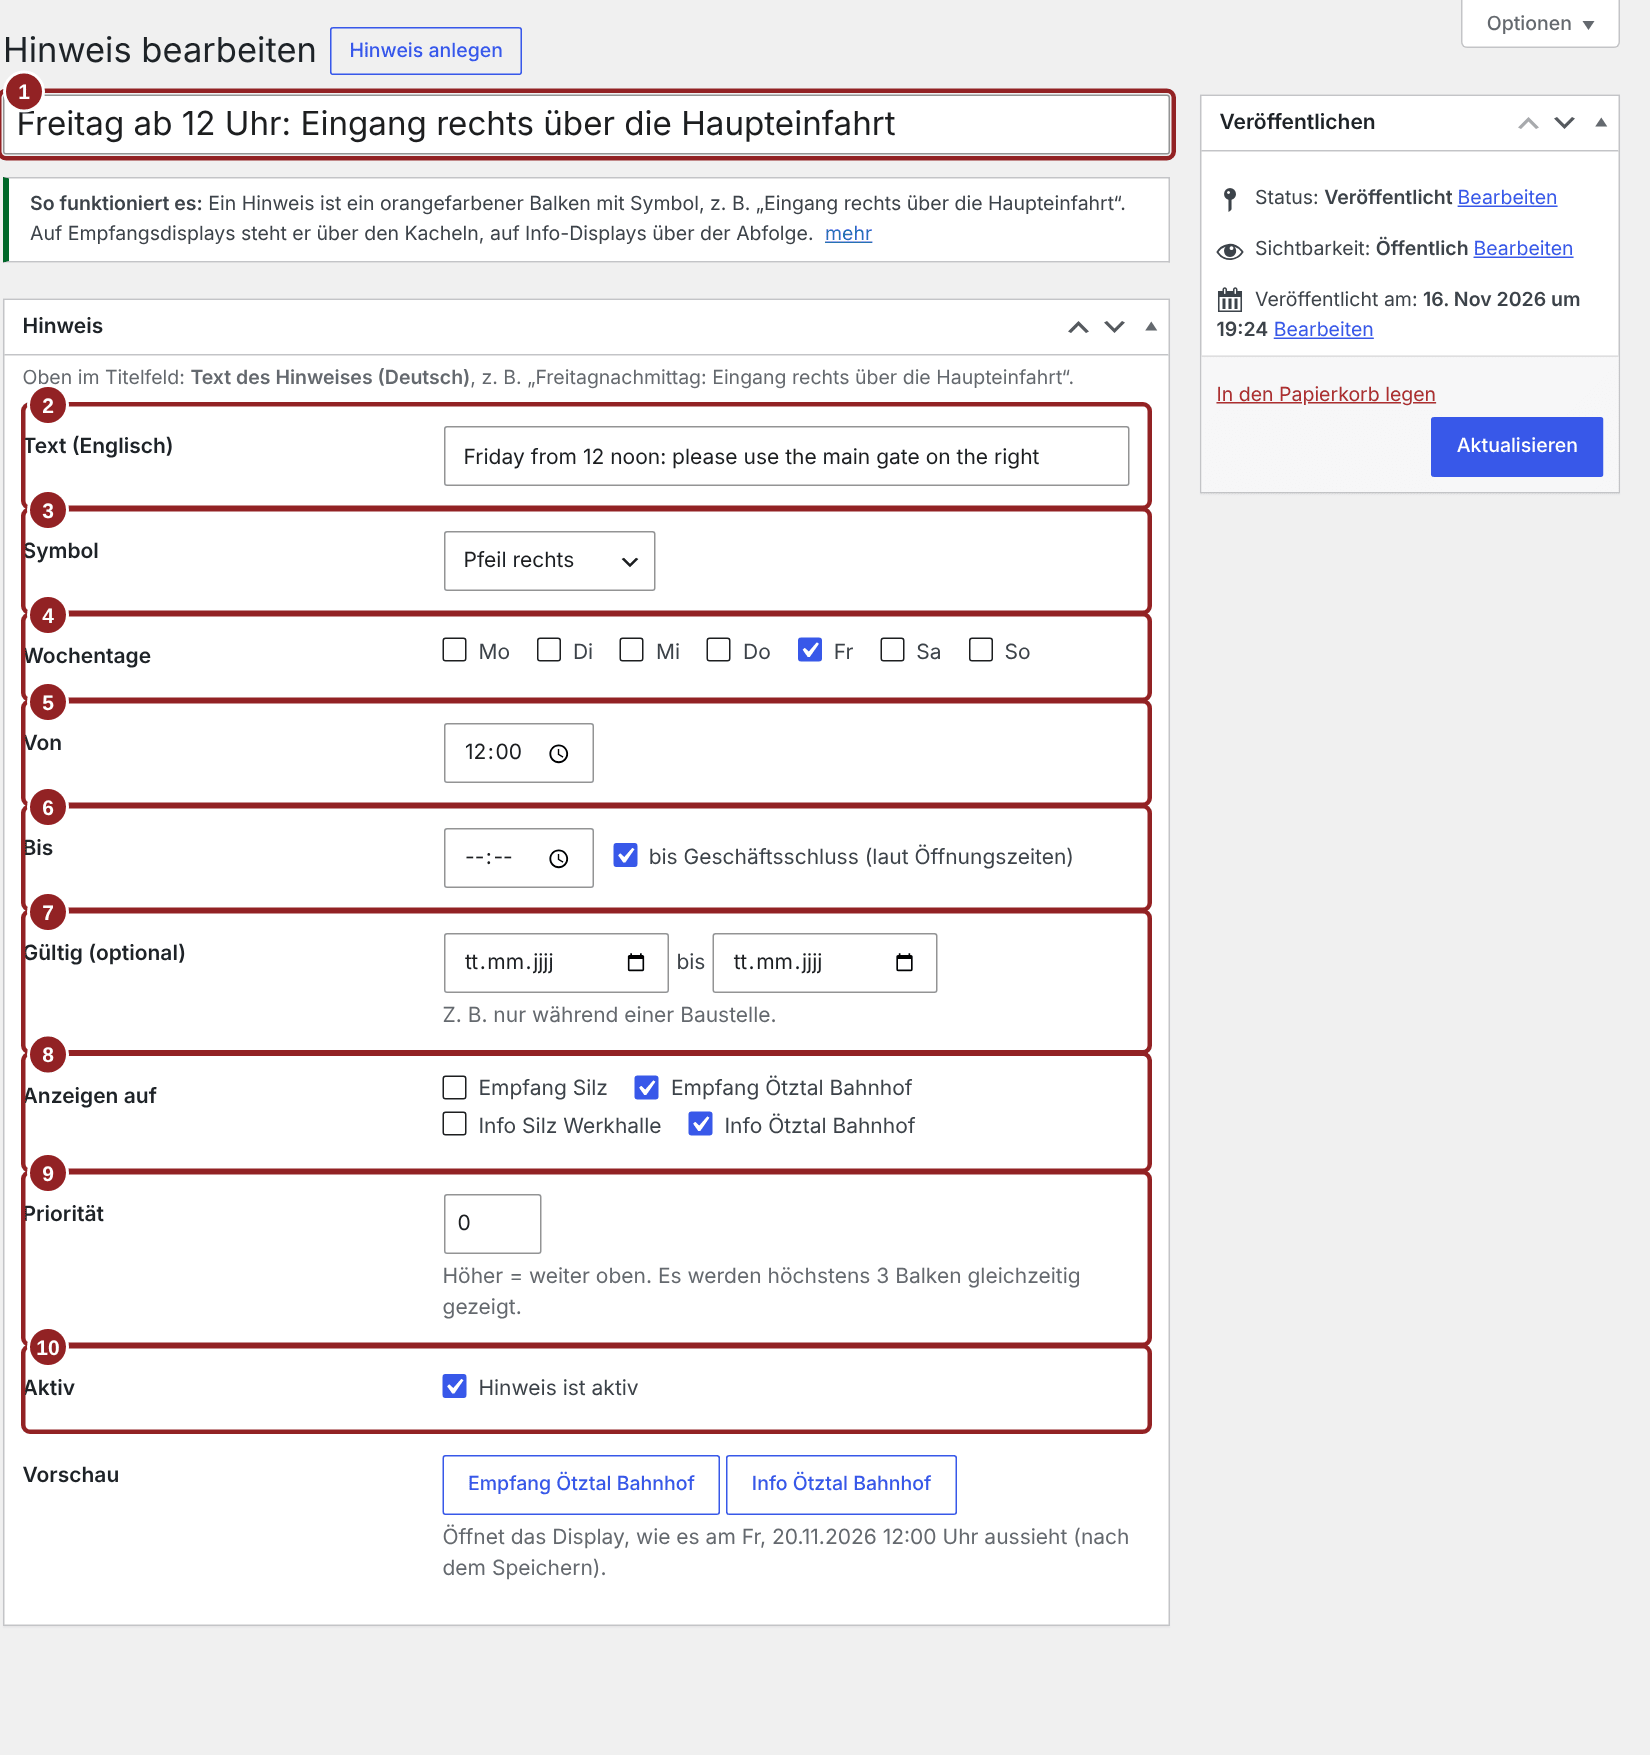 Optionen
Hinweis bearbeiten
Hinweis anlegen
1
Freitag ab 12 Uhr: Eingang rechts über die Haupteinfahrt
So funktioniert es: Ein Hinweis ist ein orangefarbener Balken mit Symbol, z. B. „Eingang rechts über die Haupteinfahrt“.
Auf Empfangsdisplays steht er über den Kacheln, auf Info-Displays über der Abfolge. mehr
Hinweis
Oben im Titelfeld: Text des Hinweises (Deutsch), z. B. „Freitagnachmittag: Eingang rechts über die Haupteinfahrt“.
2
Text (Englisch)
Friday from 12 noon: please use the main gate on the right
3
Symbol
Pfeil rechts
4
Wochentage
Mo Di Mi Do Fr Sa So
5
Von
12:00
6
Bis
--:-- bis Geschäftsschluss (laut Öffnungszeiten)
7
Gültig (optional)
tt.mm.jjjj bis tt.mm.jjjj
Z. B. nur während einer Baustelle.
8
Anzeigen auf
Empfang Silz Empfang Ötztal Bahnhof
Info Silz Werkhalle Info Ötztal Bahnhof
9
Priorität
0
Höher = weiter oben. Es werden höchstens 3 Balken gleichzeitig
gezeigt.
10
Aktiv
Hinweis ist aktiv
Vorschau
Empfang Ötztal Bahnhof
Info Ötztal Bahnhof
Öffnet das Display, wie es am Fr, 20.11.2026 12:00 Uhr aussieht (nach
dem Speichern).
Veröffentlichen
Status: Veröffentlicht Bearbeiten
Sichtbarkeit: Öffentlich Bearbeiten
Veröffentlicht am: 16. Nov 2026 um
19:24 Bearbeiten
In den Papierkorb legen
Aktualisieren